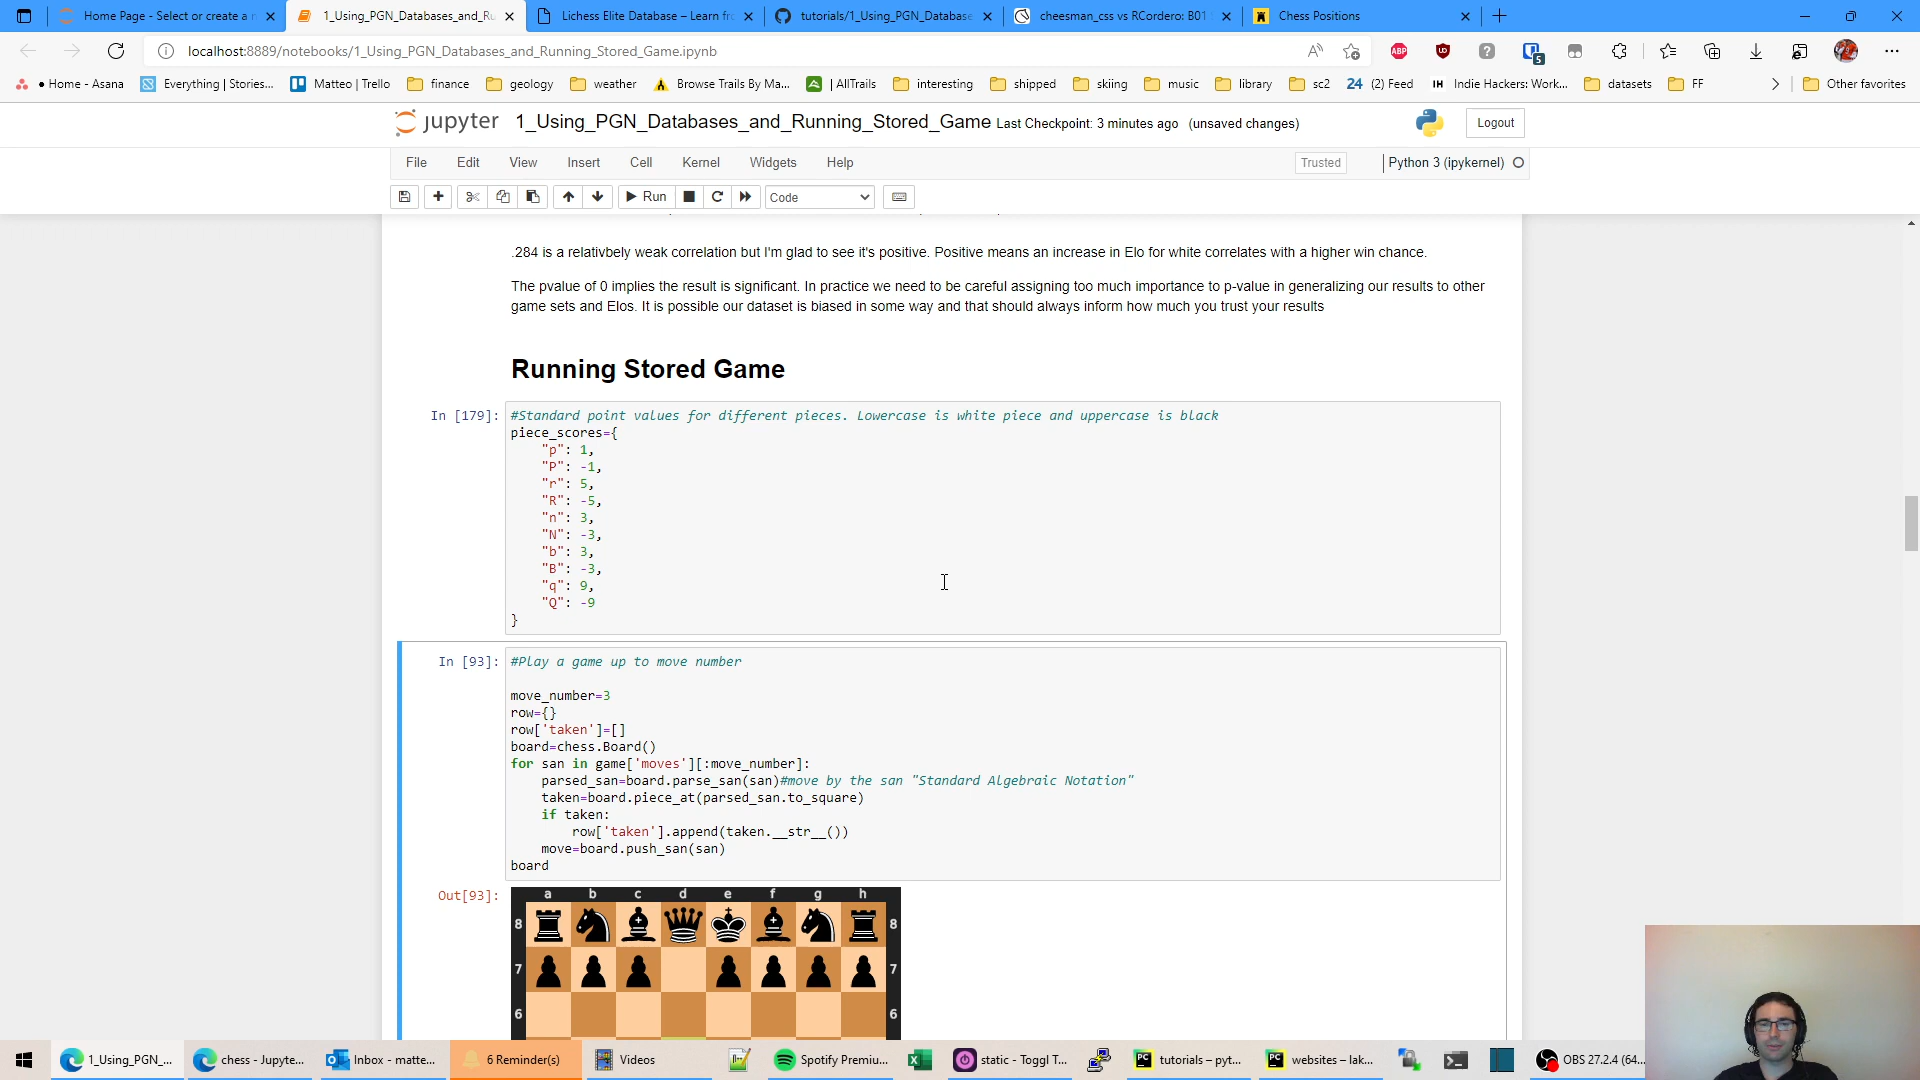 Home Page - Select or create a n
1_Using_PGN_Databases_and_Ru
Lichess Elite Database – Learn fr
tutorials/1_Using_PGN_Database
cheesman_css vs RCordero: B01
Chess Positions
localhost:8889/notebooks/1_Using_PGN_Databases_and_Running_Stored_Game.ipynb
ABP
5
• Home - Asana
Everything | Stories...
Matteo | Trello
finance
geology
weather
Browse Trails By Ma...
| AllTrails
interesting
shipped
skiing
music
library
sc2
24 (2) Feed
IH Indie Hackers: Work...
datasets
FF
Other favorites
jupyter 1_Using_PGN_Databases_and_Running_Stored_Game Last Checkpoint: 3 minutes ago (unsaved changes)
Logout
File Edit View Insert Cell Kernel Widgets Help
Trusted
Python 3 (ipykernel)
Run
Code
.284 is a relativbely weak correlation but I'm glad to see it's positive. Positive means an increase in Elo for white correlates with a higher win chance.
The pvalue of 0 implies the result is significant. In practice we need to be careful assigning too much importance to p-value in generalizing our results to other
game sets and Elos. It is possible our dataset is biased in some way and that should always inform how much you trust your results
Running Stored Game
In [179]: #Standard point values for different pieces. Lowercase is white piece and uppercase is black
piece_scores={
"p": 1,
"P": -1,
"r": 5,
"R": -5,
"n": 3,
"N": -3,
"b": 3,
"B": -3,
"q": 9,
"Q": -9
}
In [93]: #Play a game up to move number
move_number=3
row={}
row['taken']=[]
board=chess.Board()
for san in game['moves'][:move_number]:
parsed_san=board.parse_san(san)#move by the san "Standard Algebraic Notation"
taken=board.piece_at(parsed_san.to_square)
if taken:
row['taken'].append(taken.__str__())
move=board.push_san(san)
board
Out[93]:
a b c d e f g h
8 8
7 7
6 6
1_Using_PGN_...
chess - Jupyte...
Inbox - matte...
6 Reminder(s)
Videos
Spotify Premiu...
static - Toggl T...
PC tutorials – pyt...
PC websites – lak...
OBS 27.2.4 (64...